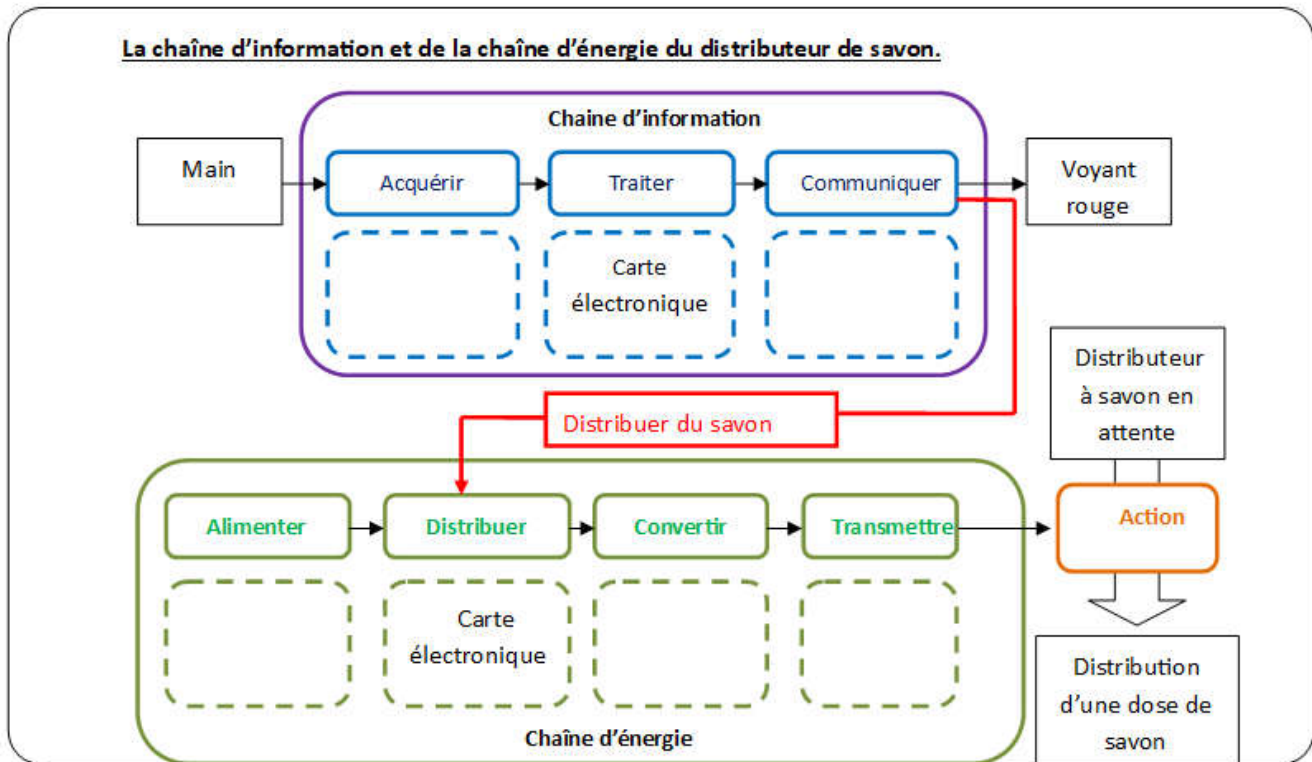 La chaîne d’information et de la chaîne d’énergie du distributeur de savon.
Chaine d’information
Main
Acquérir
Traiter
Communiquer
Voyant
rouge
Carte
électronique
Distributeur
à savon en
attente
Distribuer du savon
Alimenter
Distribuer
Convertir
Transmettre
Action
Carte
électronique
Distribution
d’une dose de
savon
Chaîne d’énergie